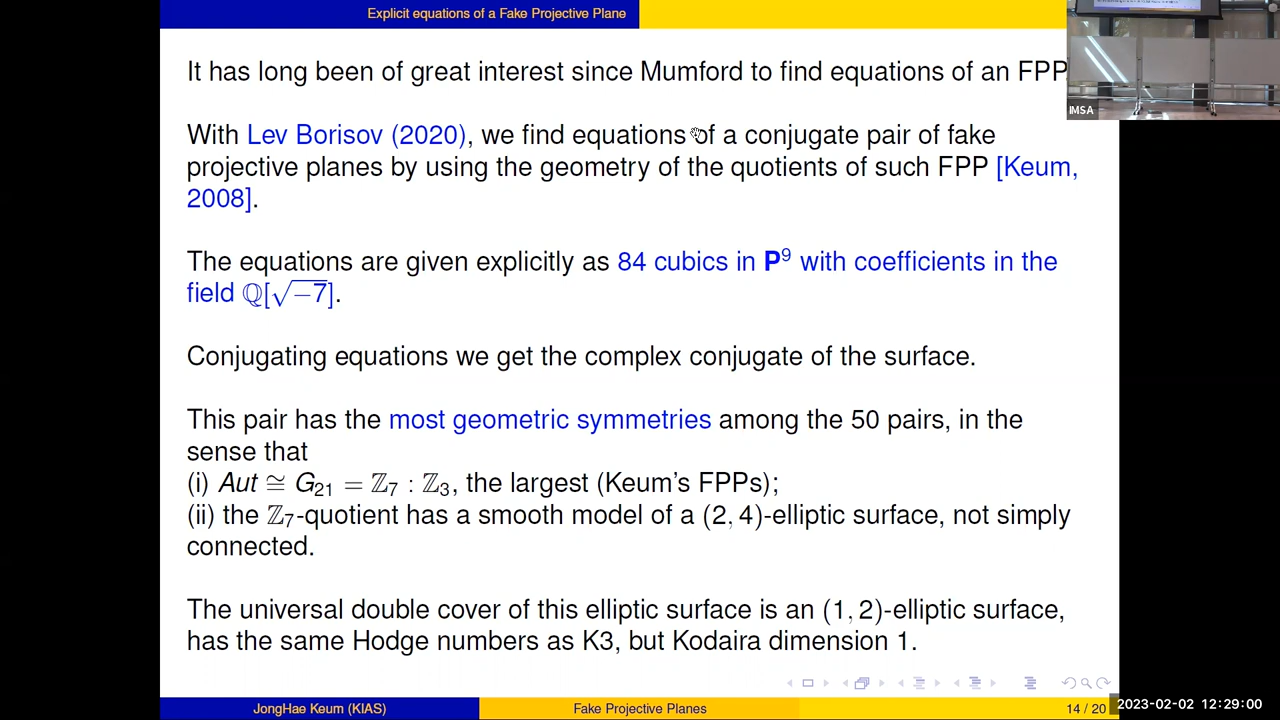 Explicit equations of a Fake Projective Plane
It has long been of great interest since Mumford to find equations of an FPP
IMSA
With Lev Borisov (2020), we find equations of a conjugate pair of fake
projective planes by using the geometry of the quotients of such FPP [Keum,
2008].
The equations are given explicitly as 84 cubics in P⁹ with coefficients in the
field ℚ[√−7].
Conjugating equations we get the complex conjugate of the surface.
This pair has the most geometric symmetries among the 50 pairs, in the
sense that
(i) Aut ≅ G₂₁ = ℤ₇ : ℤ₃, the largest (Keum's FPPs);
(ii) the ℤ₇-quotient has a smooth model of a (2, 4)-elliptic surface, not simply
connected.
The universal double cover of this elliptic surface is an (1, 2)-elliptic surface,
has the same Hodge numbers as K3, but Kodaira dimension 1.
JongHae Keum (KIAS)
Fake Projective Planes
14 / 20
2023-02-02 12:29:00